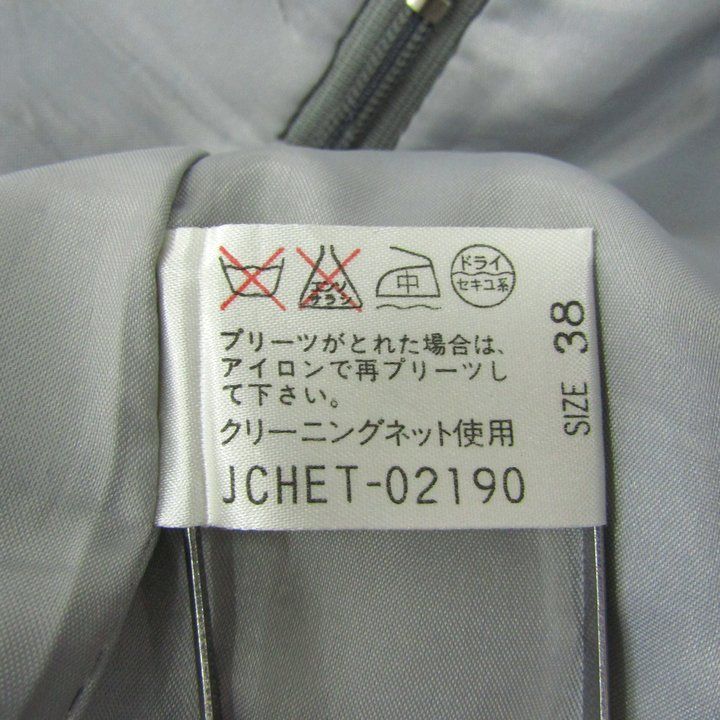 エンソ
サラシ
中
ドライ
セキユ系
プリーツがとれた場合は、
アイロンで再プリーツし
て下さい。
クリーニングネット使用
JCHET-02190
SIZE 38